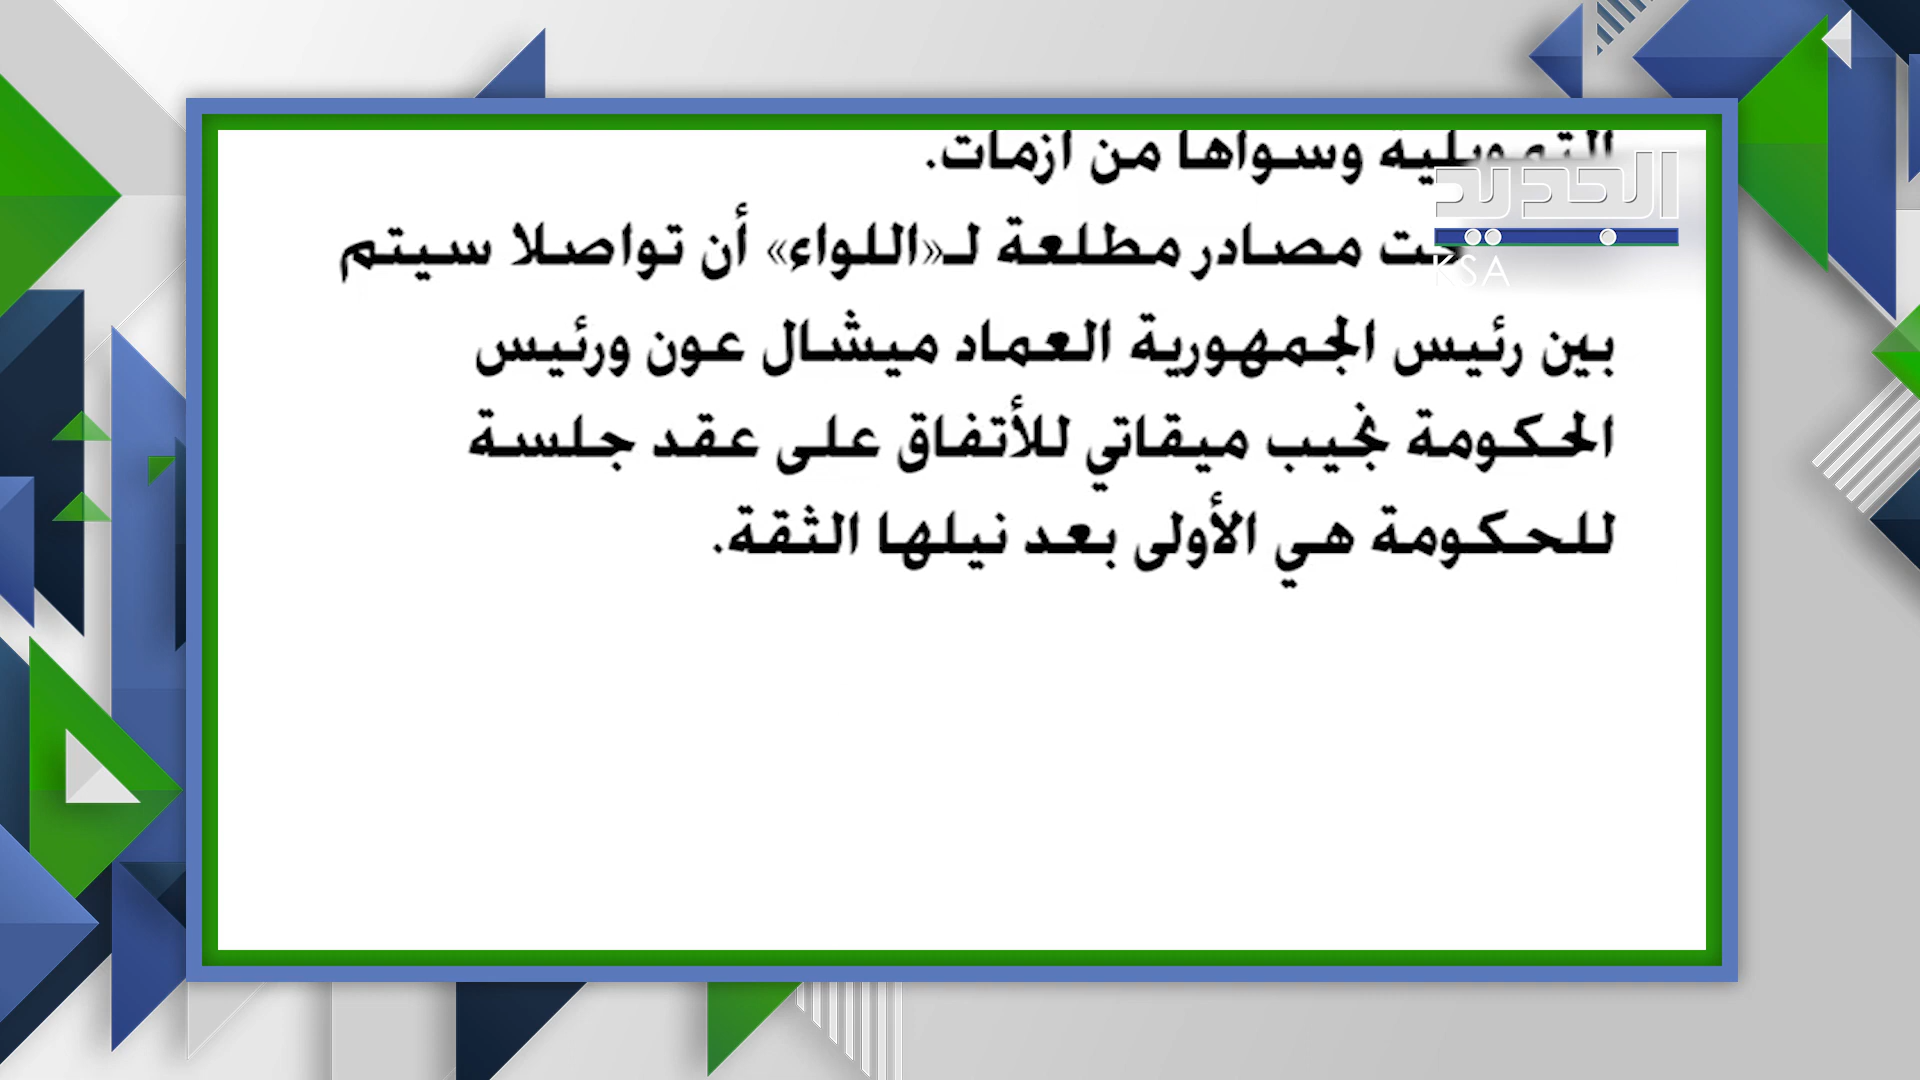 وسواها من أزمات.
الجديد
مصادر مطلعة لـ«اللواء» أن تواصلا سيتم
KSA
بين رئيس الجمهورية العماد ميشال عون ورئيس
الحكومة نجيب ميقاتي للأتفاق على عقد جلسة
للحكومة هي الأولى بعد نيلها الثقة.